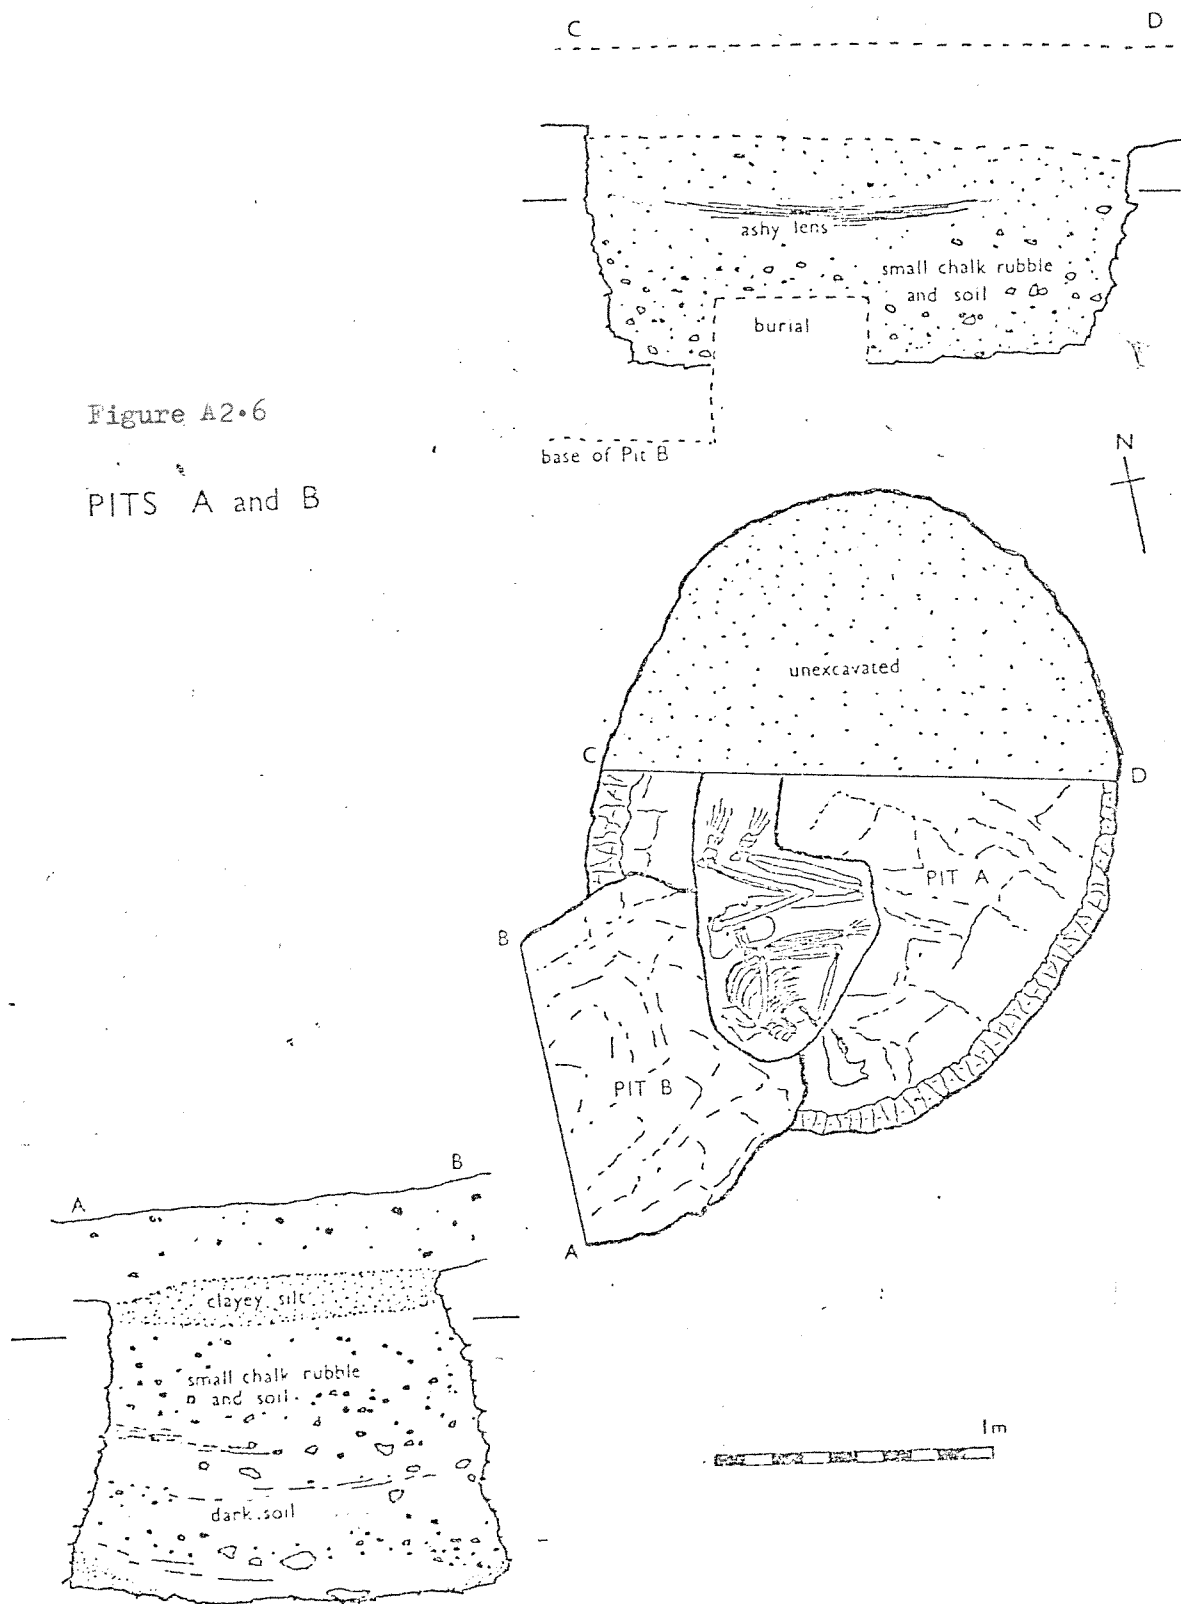 C D
ashy lens
small chalk rubble
and soil
burial
Figure A2·6
base of Pit B
N
PITS A and B
unexcavated
C
D
PIT A
B
PIT B
A
A B
clayey silt
small chalk rubble
and soil
1m
dark soil